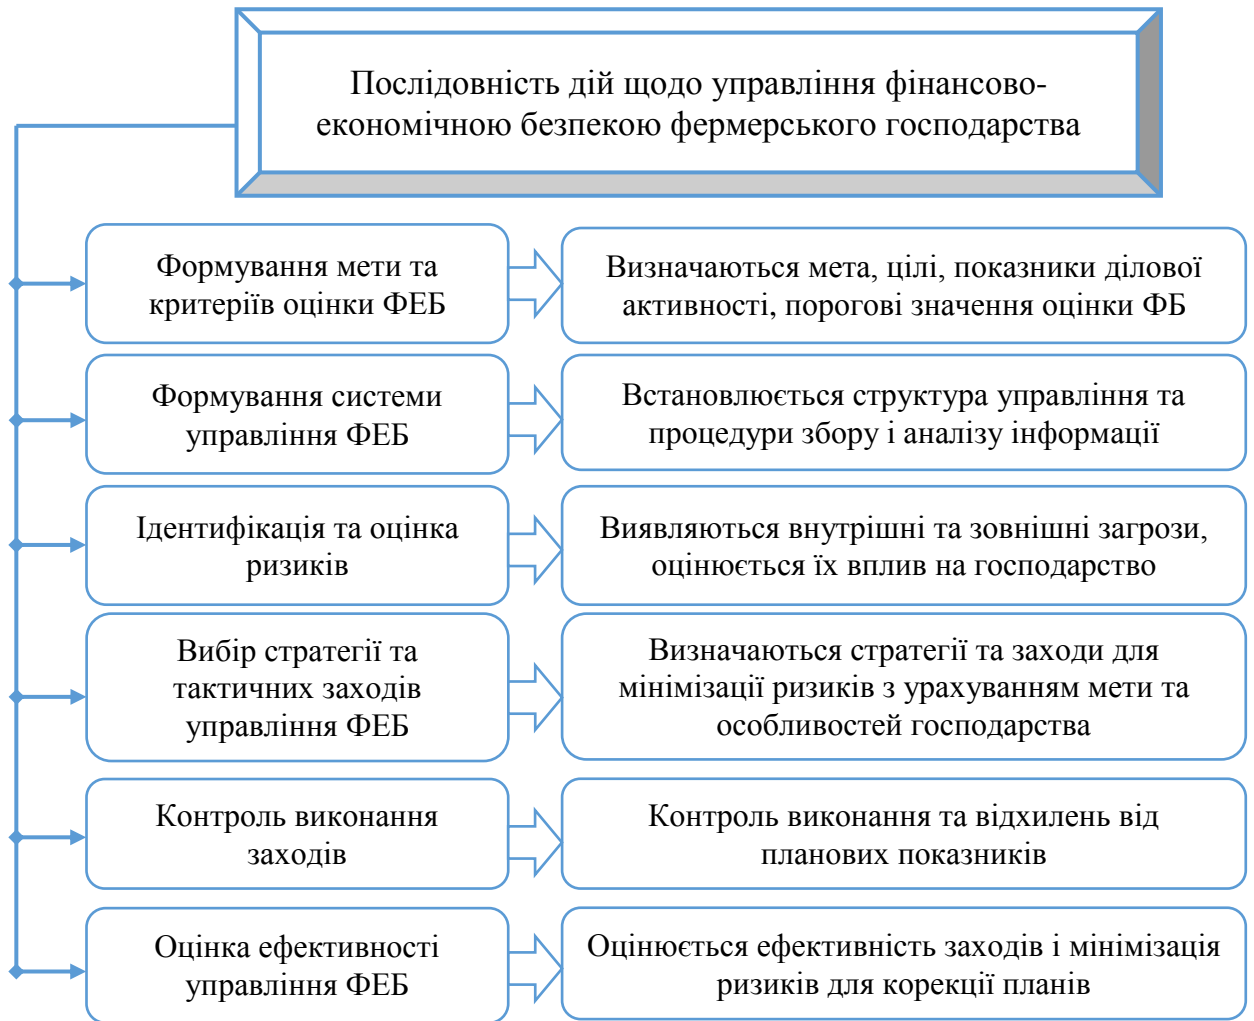 Послідовність дій щодо управління фінансово-
економічною безпекою фермерського господарства
Формування мети та
критеріїв оцінки ФЕБ
Визначаються мета, цілі, показники ділової
активності, порогові значення оцінки ФБ
Формування системи
управління ФЕБ
Встановлюється структура управління та
процедури збору і аналізу інформації
Ідентифікація та оцінка
ризиків
Виявляються внутрішні та зовнішні загрози,
оцінюється їх вплив на господарство
Вибір стратегії та
тактичних заходів
управління ФЕБ
Визначаються стратегії та заходи для
мінімізації ризиків з урахуванням мети та
особливостей господарства
Контроль виконання
заходів
Контроль виконання та відхилень від
планових показників
Оцінка ефективності
управління ФЕБ
Оцінюється ефективність заходів і мінімізація
ризиків для корекції планів